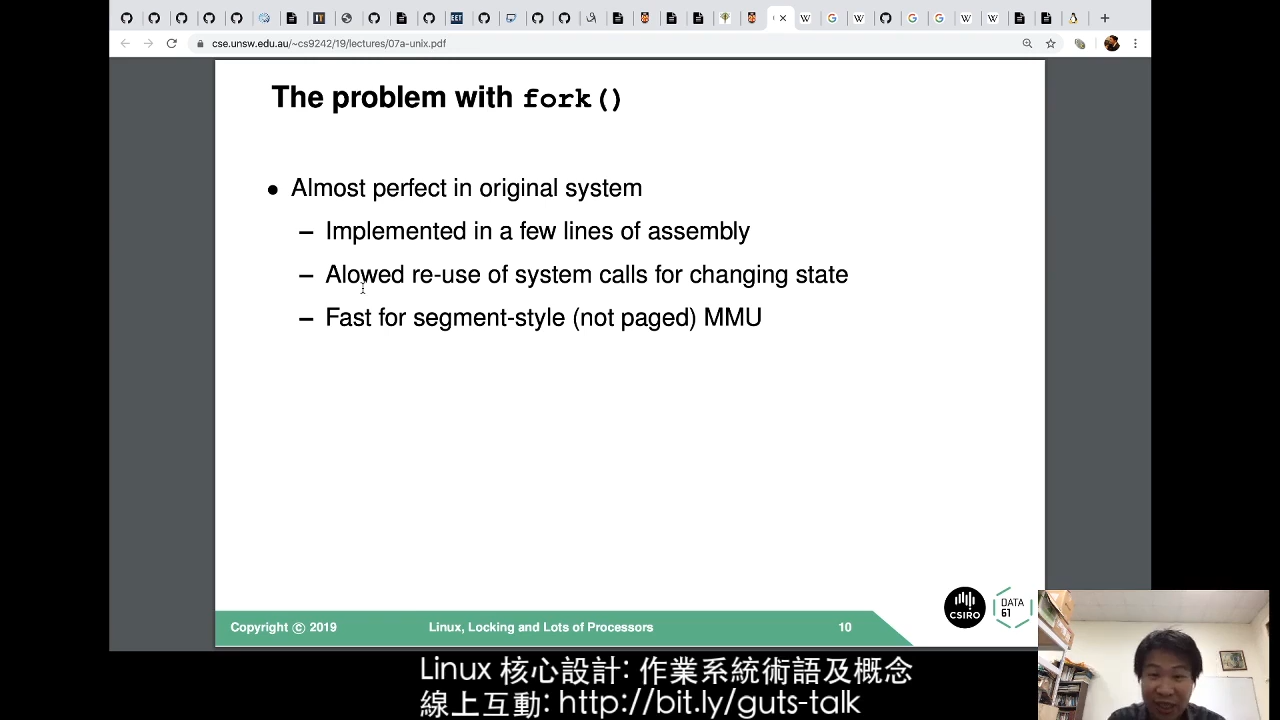 cse.unsw.edu.au/~cs9242/19/lectures/07a-unix.pdf
The problem with fork()
● Almost perfect in original system
– Implemented in a few lines of assembly
– Alowed re-use of system calls for changing state
– Fast for segment-style (not paged) MMU
CSIRO
DATA
61
Copyright © 2019 Linux, Locking and Lots of Processors 10
Linux 核心設計: 作業系統術語及概念
線上互動: http://bit.ly/guts-talk